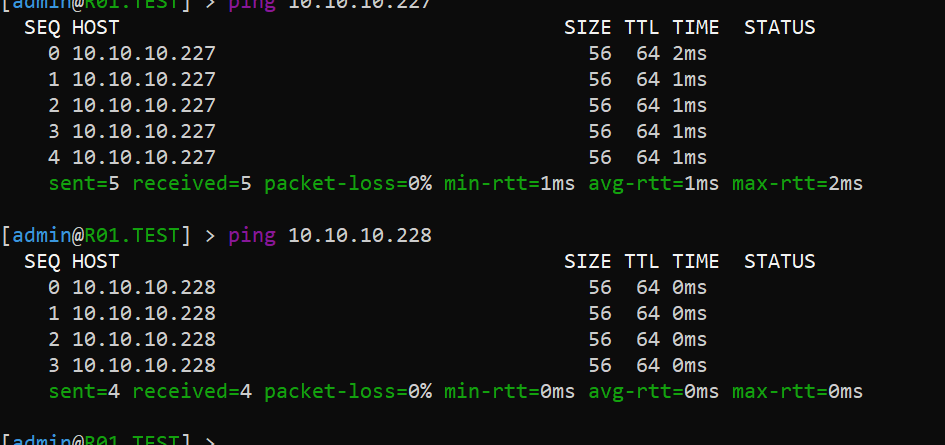 [admin@R01.TEST] > ping 10.10.10.227
SEQ HOST SIZE TTL TIME STATUS
0 10.10.10.227 56 64 2ms
1 10.10.10.227 56 64 1ms
2 10.10.10.227 56 64 1ms
3 10.10.10.227 56 64 1ms
4 10.10.10.227 56 64 1ms
sent=5 received=5 packet-loss=0% min-rtt=1ms avg-rtt=1ms max-rtt=2ms
[admin@R01.TEST] > ping 10.10.10.228
SEQ HOST SIZE TTL TIME STATUS
0 10.10.10.228 56 64 0ms
1 10.10.10.228 56 64 0ms
2 10.10.10.228 56 64 0ms
3 10.10.10.228 56 64 0ms
sent=4 received=4 packet-loss=0% min-rtt=0ms avg-rtt=0ms max-rtt=0ms
[admin@R01.TEST] >